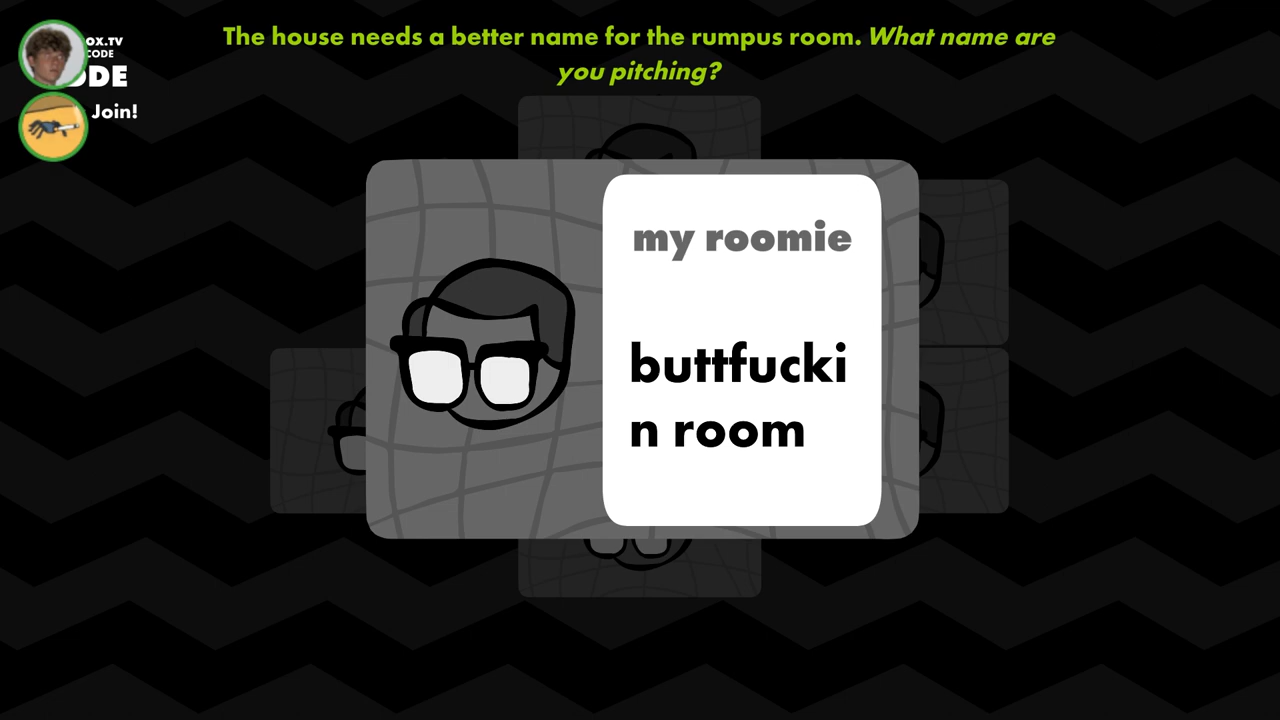 The house needs a better name for the rumpus room. What name are
you pitching?
OX.TV
CODE
ODE
Join!
my roomie
buttfucki
n room